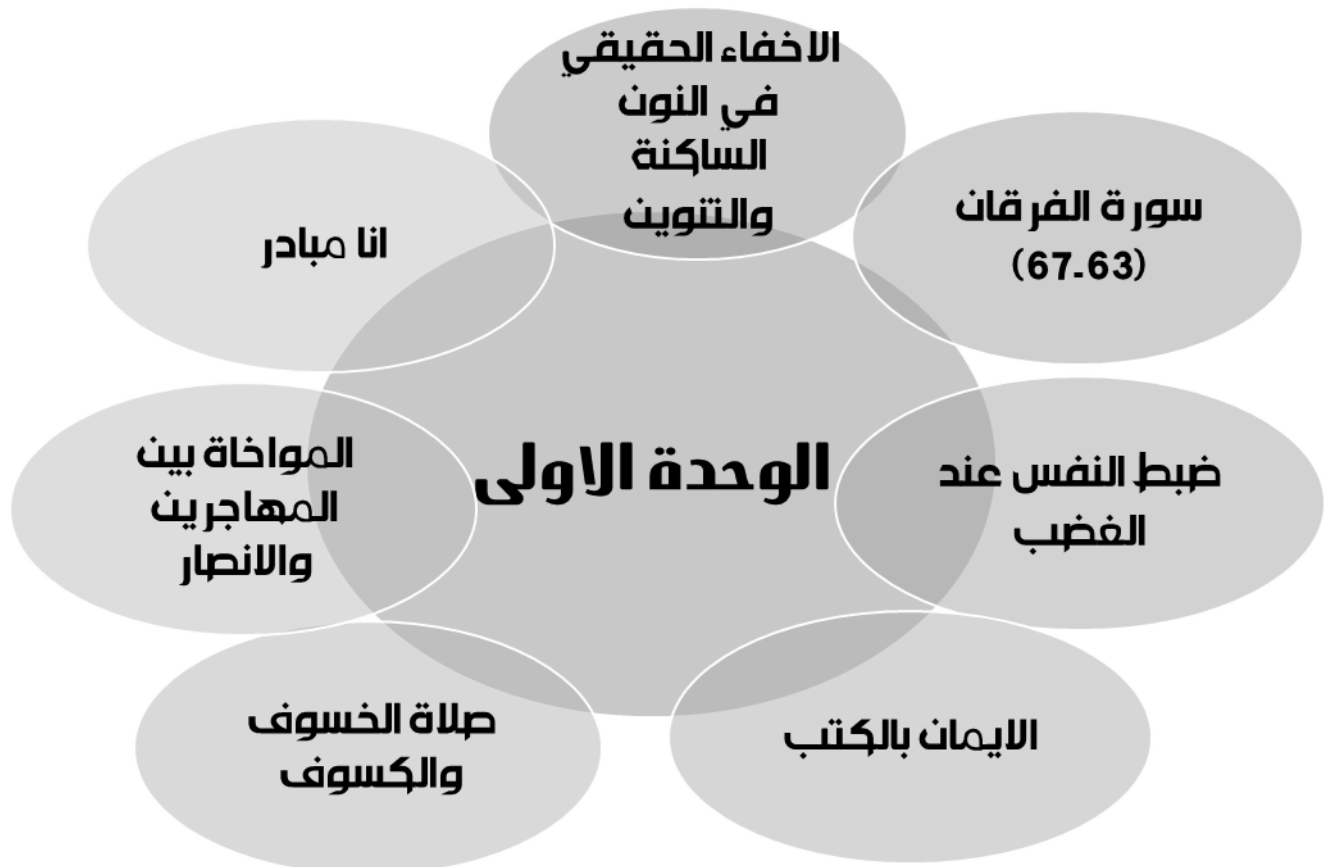 الوحدة الاولى
الاخفاء الحقيقي
في النون
الساكنة
والتنوين
سورة الفرقان
(63-67)
ضبط النفس عند
الغضب
الايمان بالكتب
صلاة الخسوف
والكسوف
المواخاة بين
المهاجرين
والانصار
انا مبادر